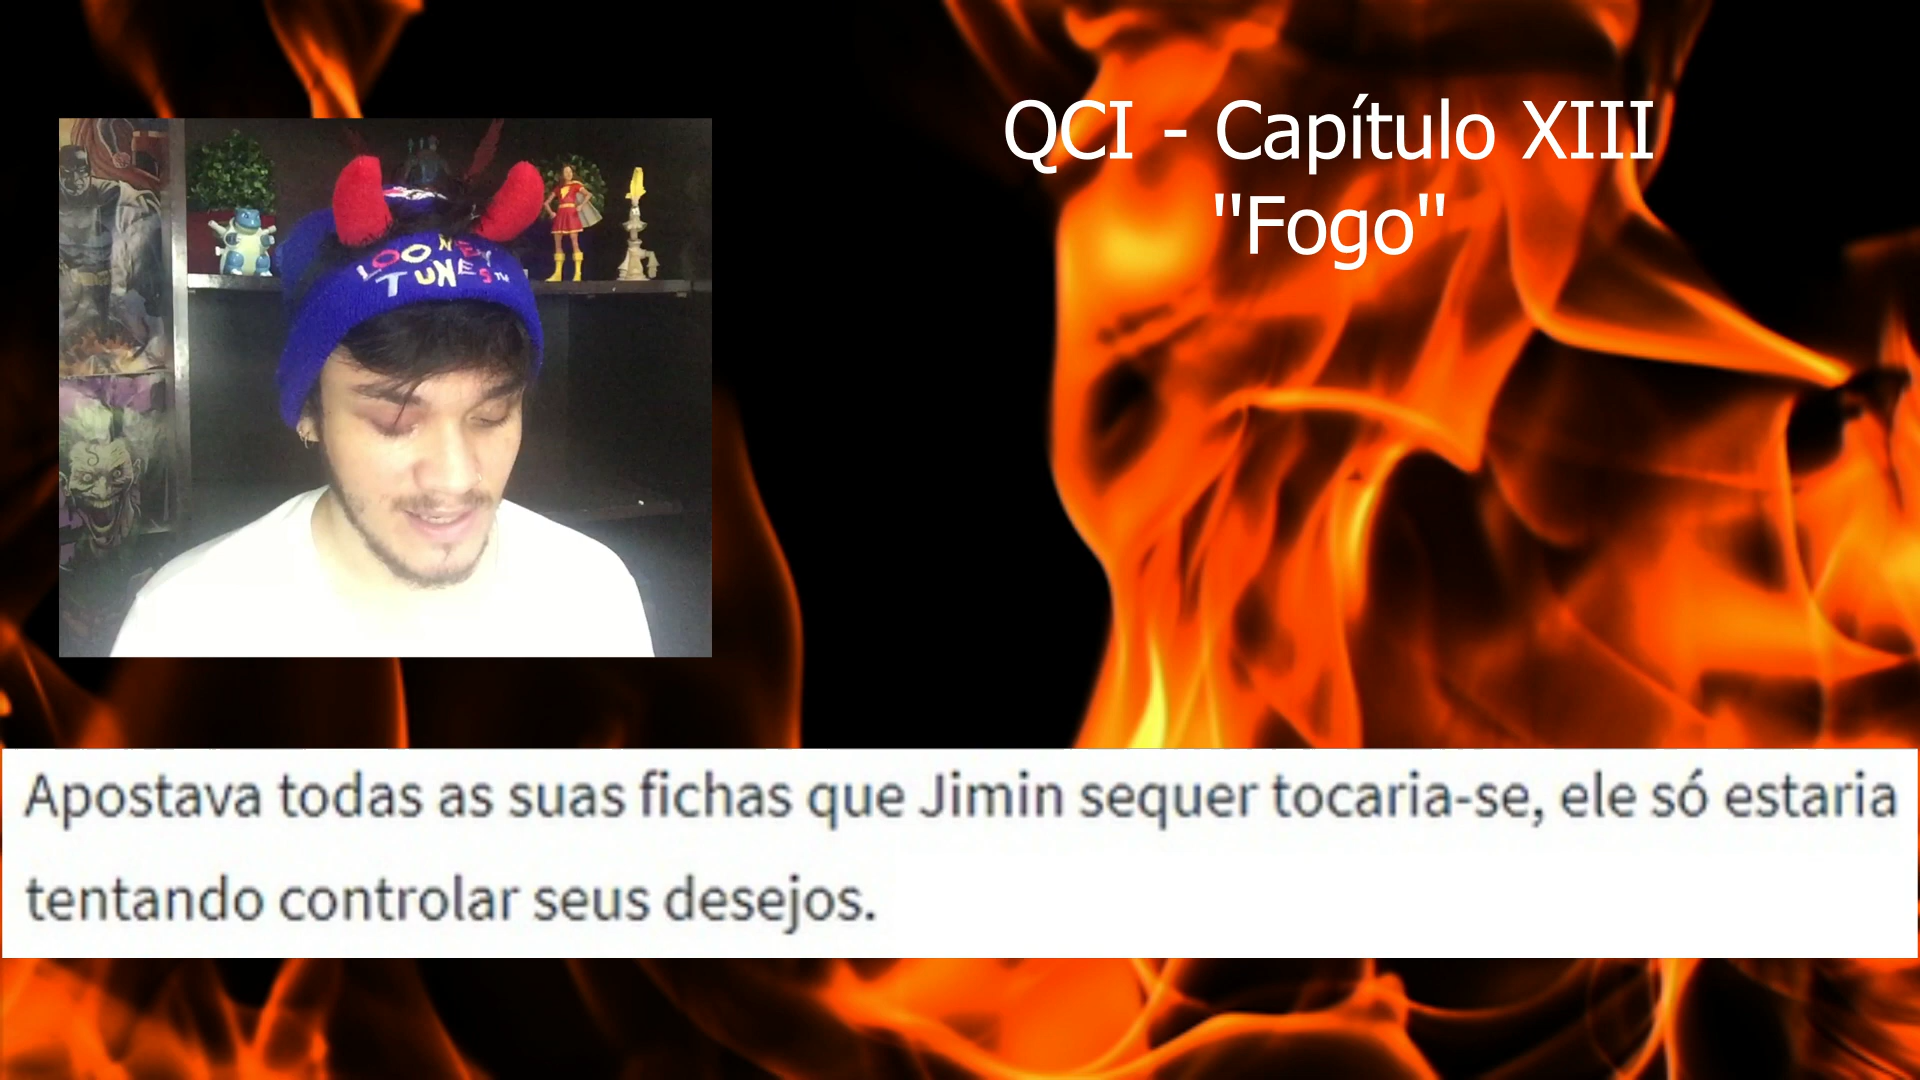 QCI - Capítulo XIII
"Fogo"
LOONEY
TUNES™
Apostava todas as suas fichas que Jimin sequer tocaria-se, ele só estaria
tentando controlar seus desejos.